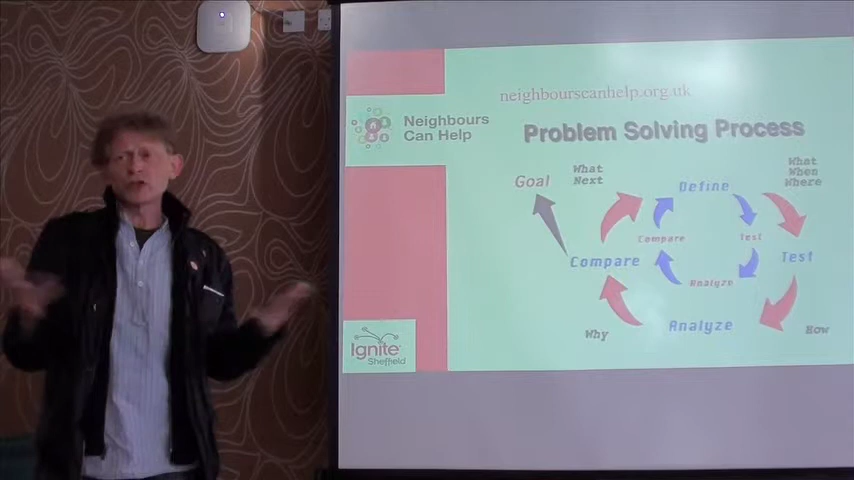 neighbourscanhelp.org.uk
Neighbours
Can Help
Problem Solving Process
Goal
What
Next
Define
What
When
Where
Compare
Test
Compare
Test
Analyze
Why
Analyze
How
Ignite
Sheffield